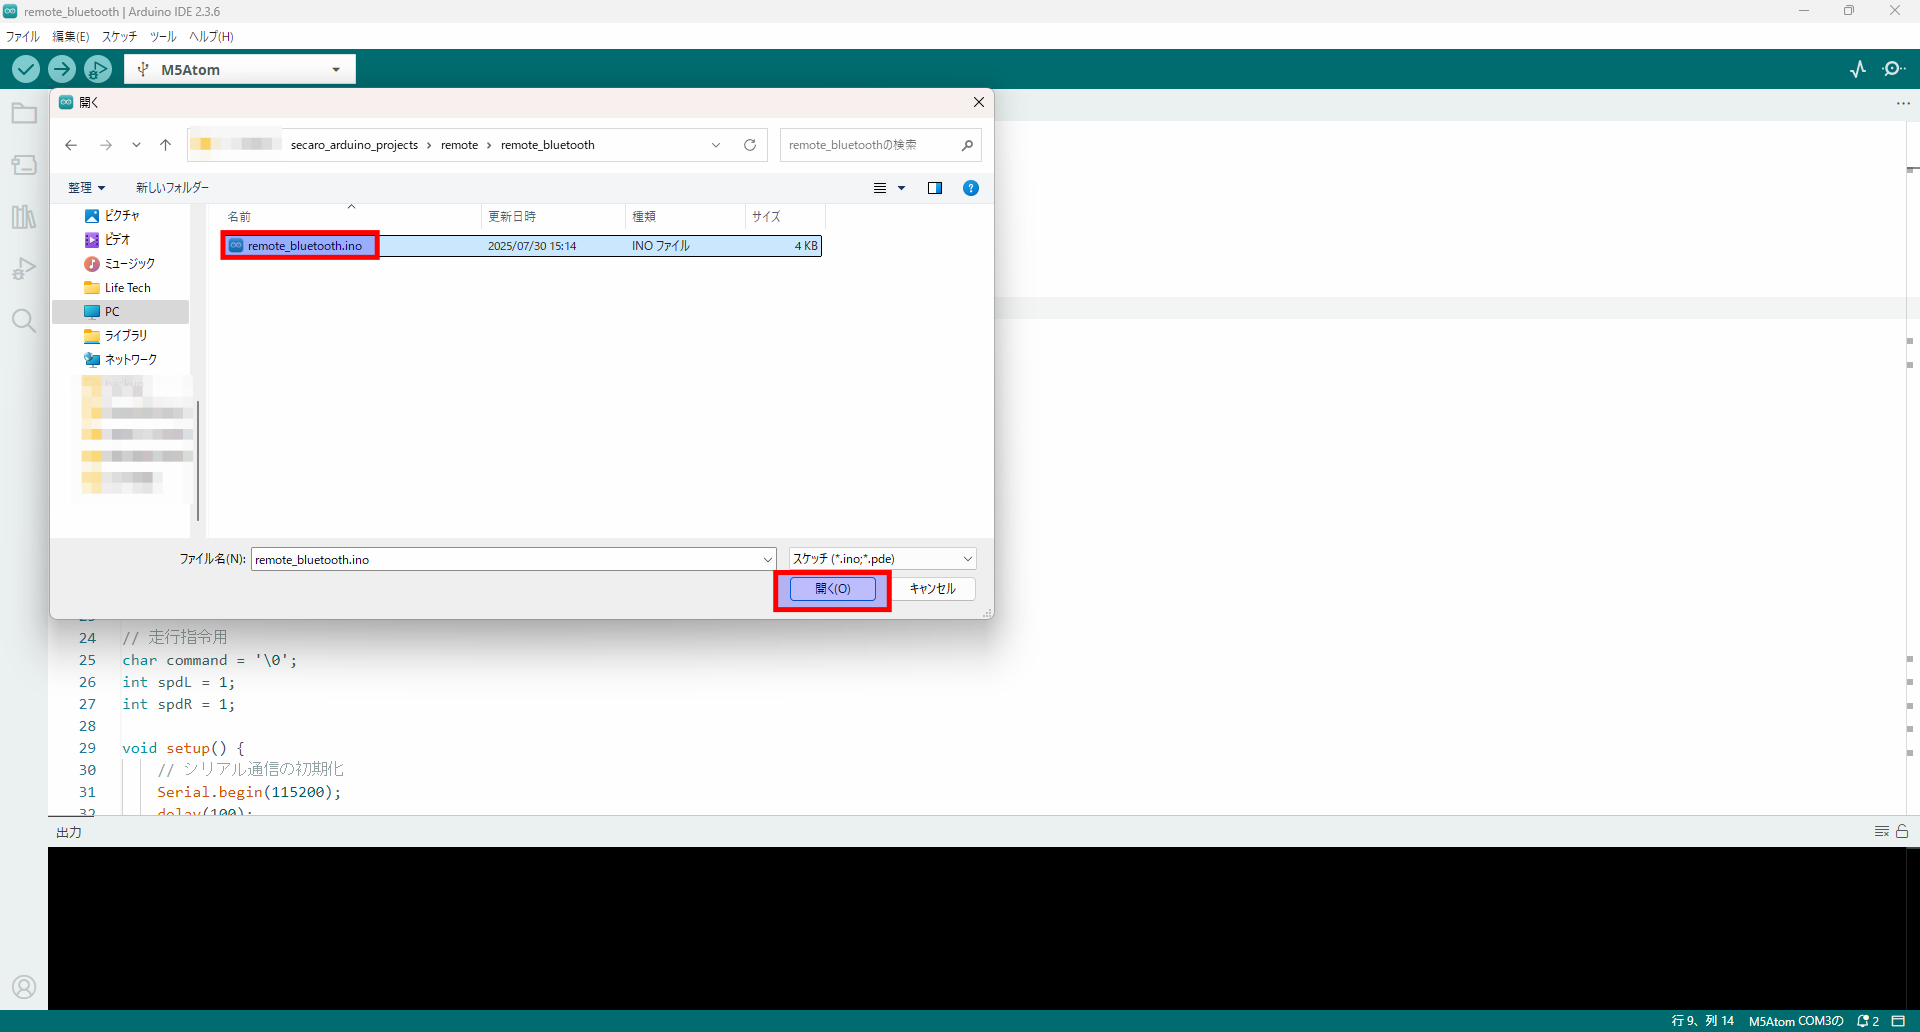 remote_bluetooth | Arduino IDE 2.3.6
ファイル 編集(E) スケッチ ツール ヘルプ(H)
M5Atom
開く
secaro_arduino_projects › remote › remote_bluetooth
remote_bluetoothの検索
整理 新しいフォルダー
ピクチャ
ビデオ
ミュージック
Life Tech
PC
ライブラリ
ネットワーク
名前 更新日時 種類 サイズ
remote_bluetooth.ino 2025/07/30 15:14 INO ファイル 4 KB
ファイル名(N): remote_bluetooth.ino スケッチ (*.ino;*.pde)
開く(O) キャンセル
24 // 走行指令用
25 char command = '\0';
26 int spdL = 1;
27 int spdR = 1;
28
29 void setup() {
30 // シリアル通信の初期化
31 Serial.begin(115200);
32 delay(100);
出力
行 9、列 14 M5Atom COM3の 2